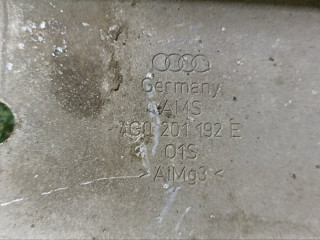 Germany
AMS
4G0 201 192 E
01S
>AlMg3<